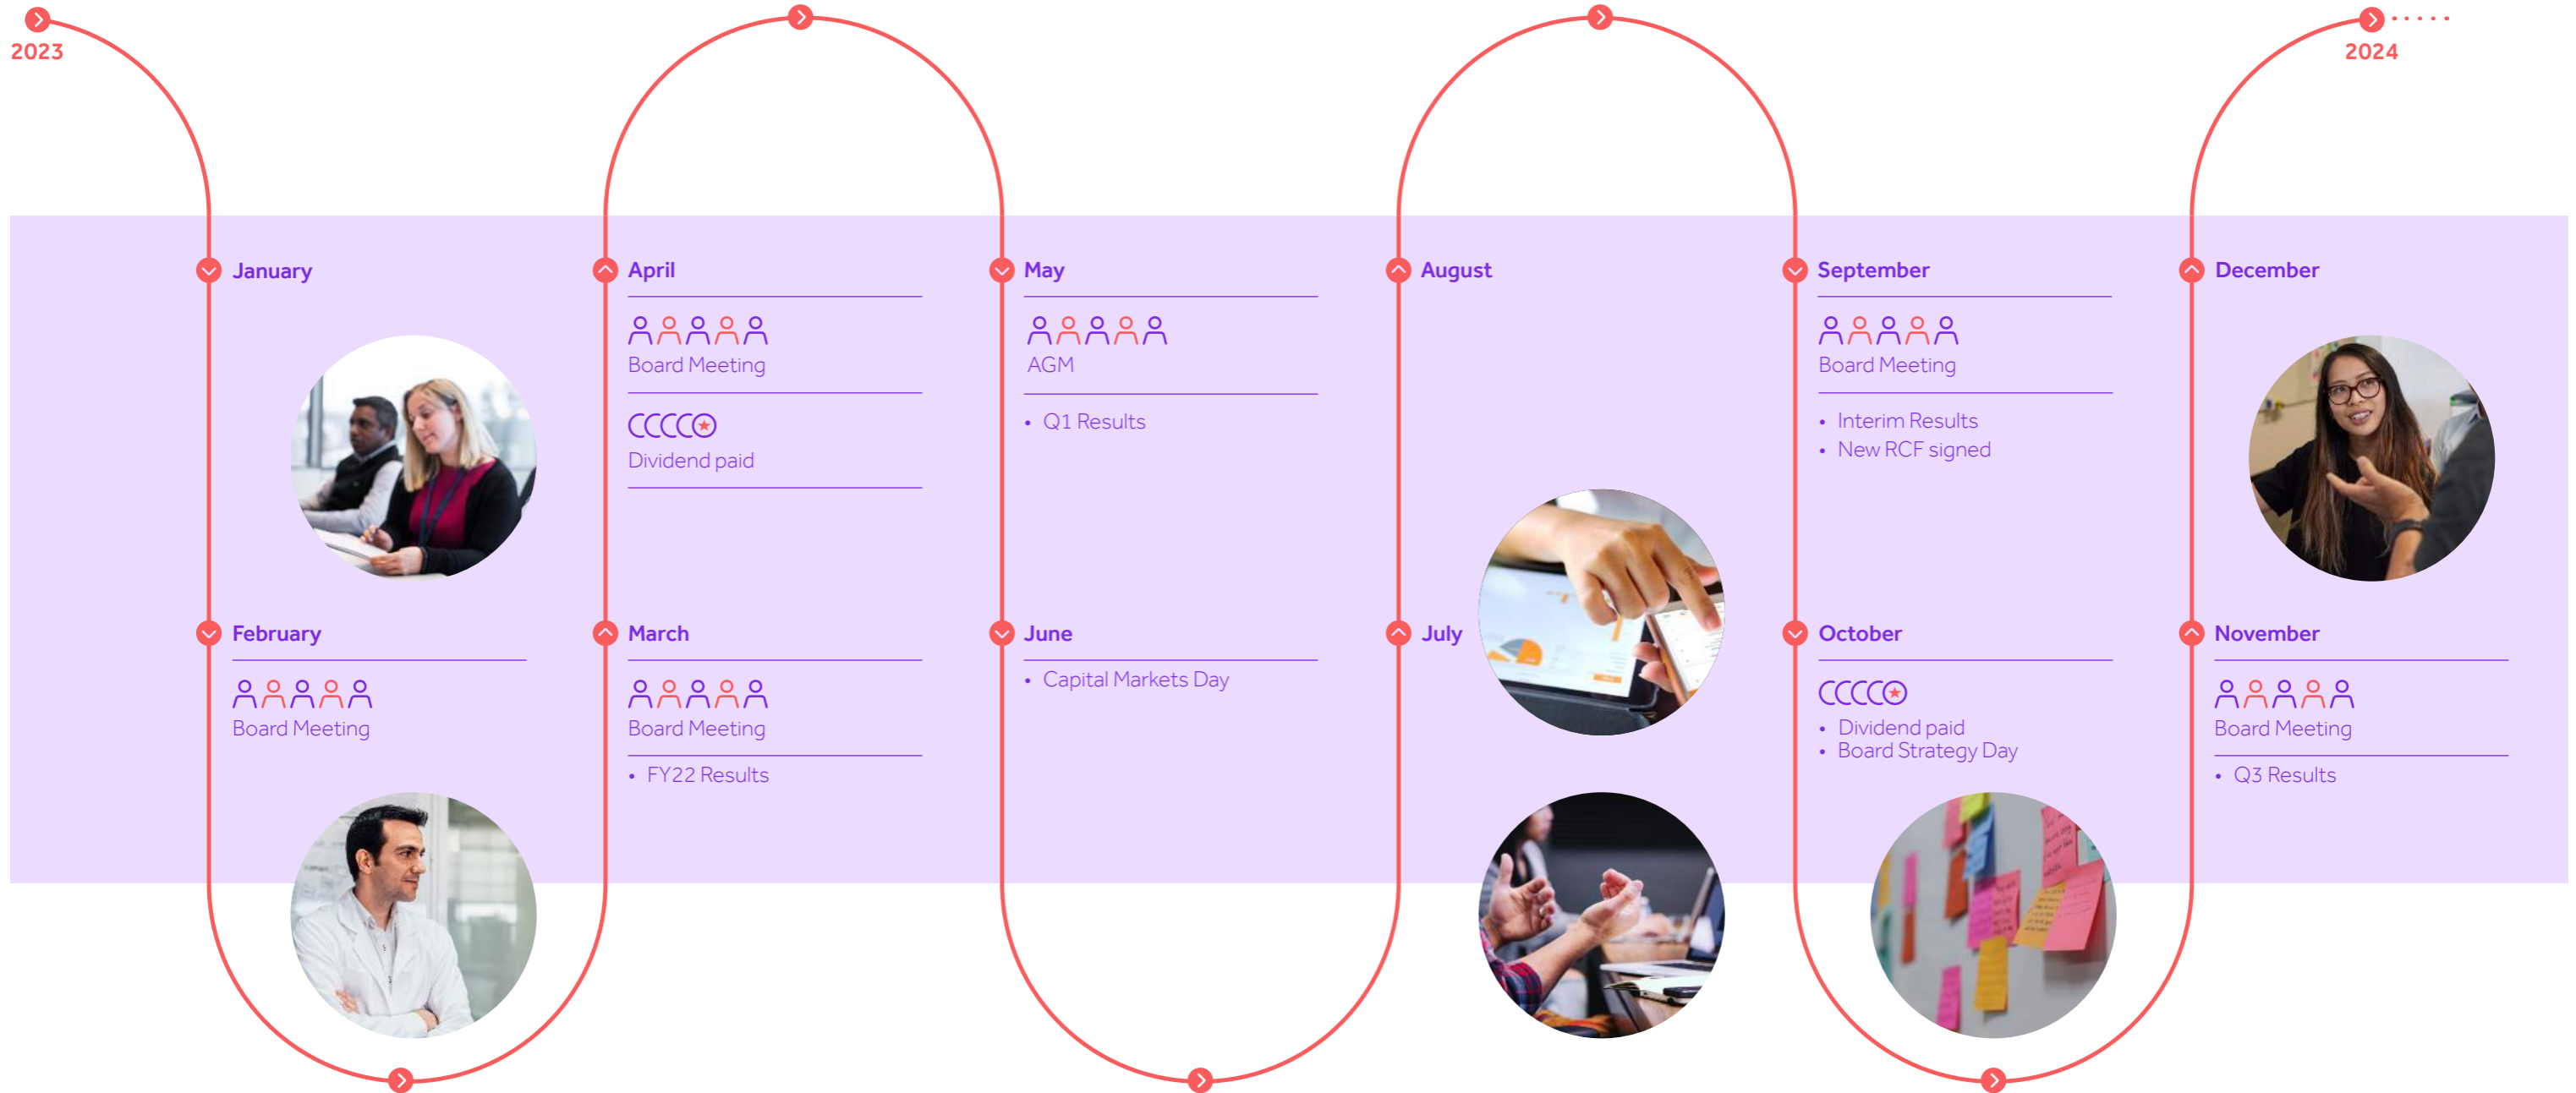 2023
2024
January
February
Board Meeting
March
Board Meeting
• FY22 Results
April
Board Meeting
Dividend paid
May
AGM
• Q1 Results
June
• Capital Markets Day
July
August
September
Board Meeting
• Interim Results
• New RCF signed
October
• Dividend paid
• Board Strategy Day
November
Board Meeting
• Q3 Results
December